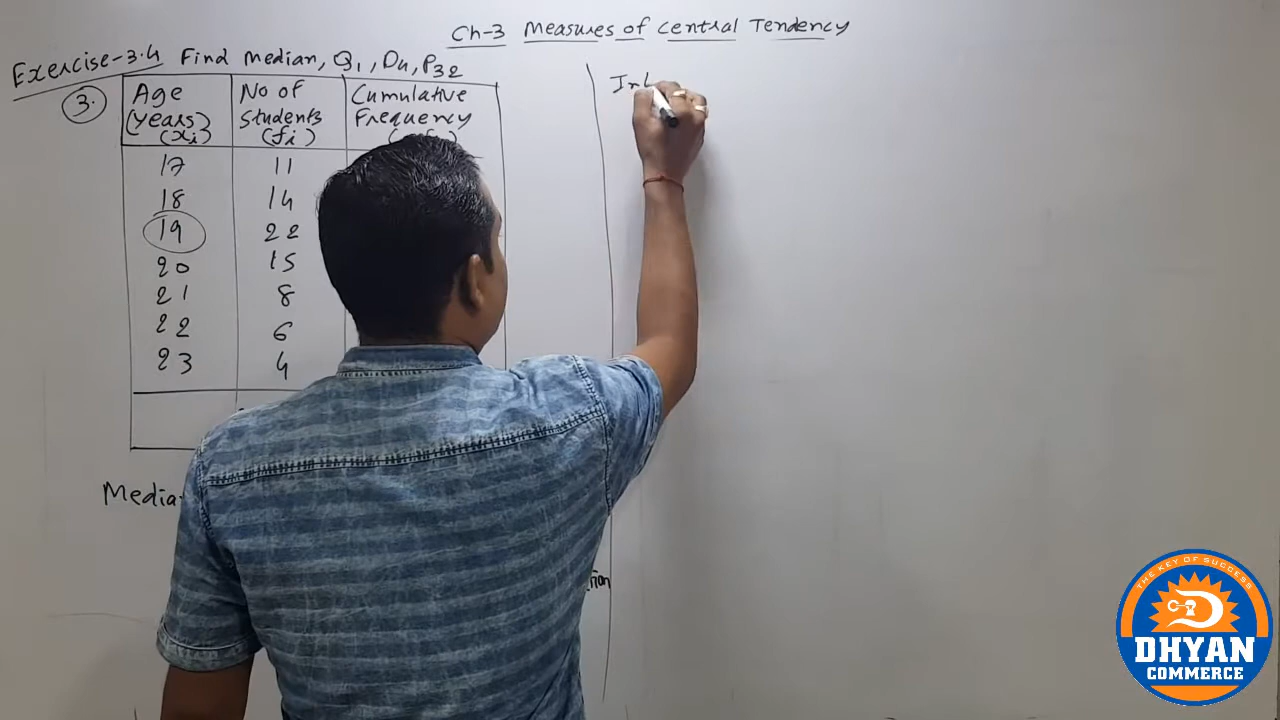 Ch-3 Measures of Central Tendency
Exercise-3.4 Find Median, Q1, D4, P32
3. Age (years) (xi) No of Students (fi) Cumulative Frequency
17 11
18 14
19 22
20 15
21 8
22 6
23 4
THE KEY OF SUCCESS
DHYAN
COMMERCE